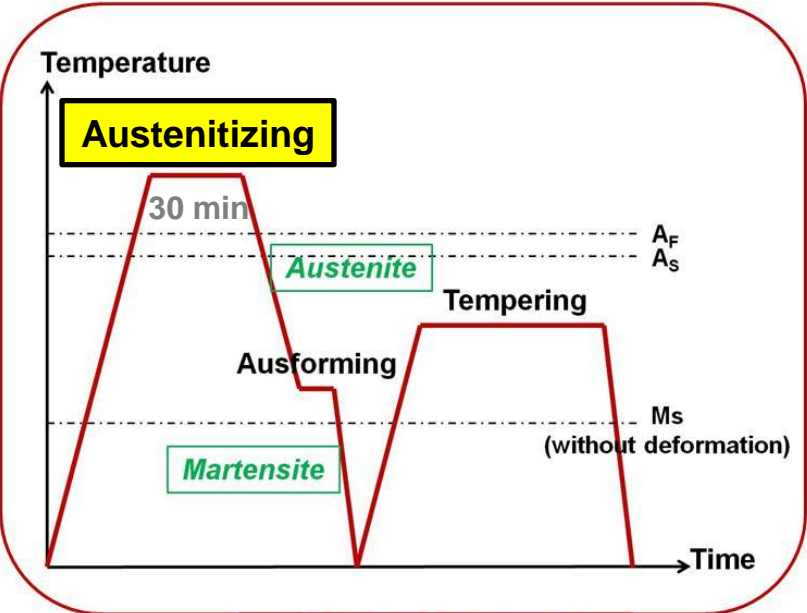 Temperature
Austenitizing
30 min
A_F
A_S
Austenite
Tempering
Ausforming
Ms
(without deformation)
Martensite
Time